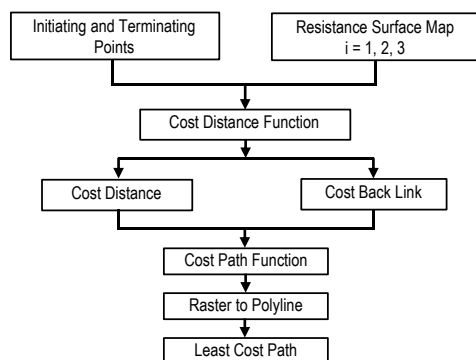 Initiating and Terminating
Points
Resistance Surface Map
i = 1, 2, 3
Cost Distance Function
Cost Distance
Cost Back Link
Cost Path Function
Raster to Polyline
Least Cost Path